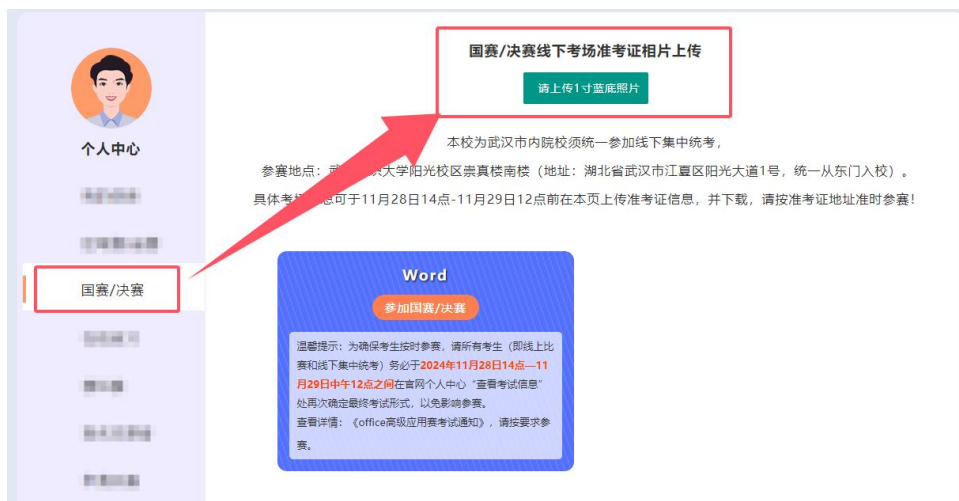 国赛/决赛线下考场准考证相片上传
请上传1寸蓝底照片
个人中心
本校为武汉市内院校须统一参加线下集中统考，
参赛地点：大学阳光校区崇真楼南楼（地址：湖北省武汉市江夏区阳光大道1号，统一从东门入校）。
具体考可于11月28日14点-11月29日12点前在本页上传准考证信息，并下载，请按准考证地址准时参赛！
国赛/决赛
Word
参加国赛/决赛
温馨提示：为确保考生按时参赛，请所有考生（即线上比
赛和线下集中统考）务必于2024年11月28日14点—11
月29日中午12点之间在官网个人中心“查看考试信息”
处再次确定最终考试形式，以免影响参赛。
查看详情：《office高级应用赛考试通知》，请按要求参
赛。